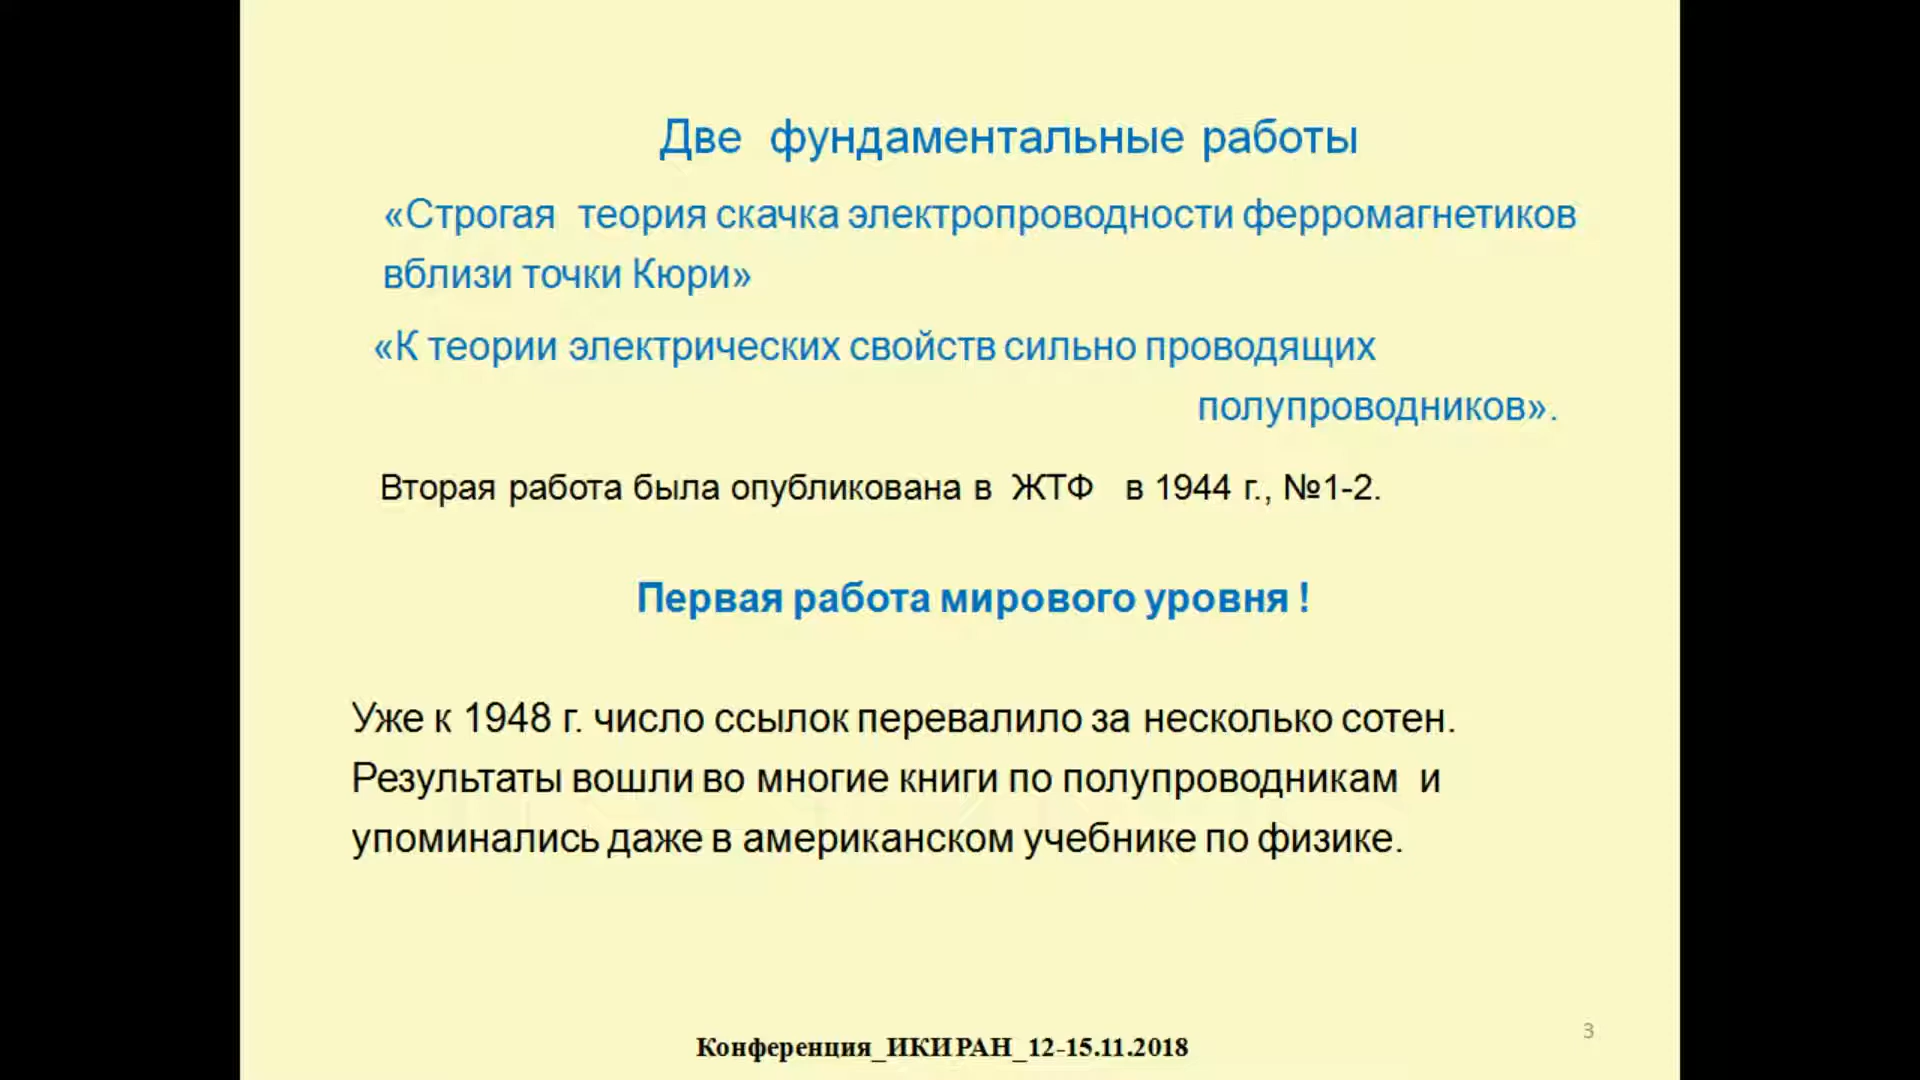 Две фундаментальные работы
«Строгая теория скачка электропроводности ферромагнетиков
вблизи точки Кюри»
«К теории электрических свойств сильно проводящих
полупроводников».
Вторая работа была опубликована в ЖТФ в 1944 г., №1-2.
Первая работа мирового уровня !
Уже к 1948 г. число ссылок перевалило за несколько сотен.
Результаты вошли во многие книги по полупроводникам и
упоминались даже в американском учебнике по физике.
Конференция_ИКИ РАН_12-15.11.2018
3